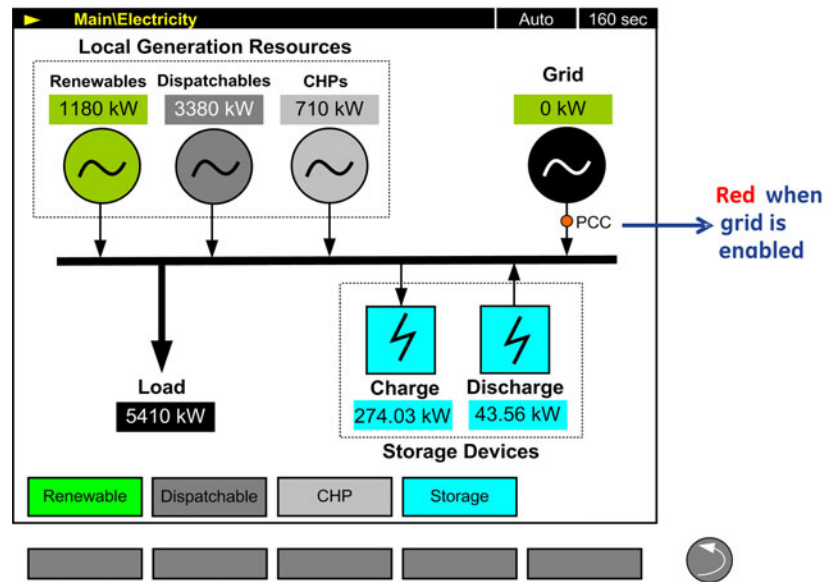 Main\Electricity
Auto
160 sec
Local Generation Resources
Renewables Dispatchables CHPs
Grid
1180 kW 3380 kW 710 kW
0 kW
PCC
Red when
grid is
enabled
Load
5410 kW
Charge Discharge
274.03 kW 43.56 kW
Storage Devices
Renewable Dispatchable CHP Storage